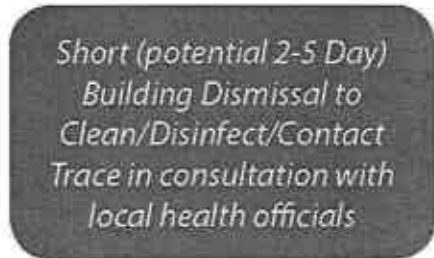 Short (potential 2-5 Day)
Building Dismissal to
Clean/Disinfect/Contact
Trace in consultation with
local health officials